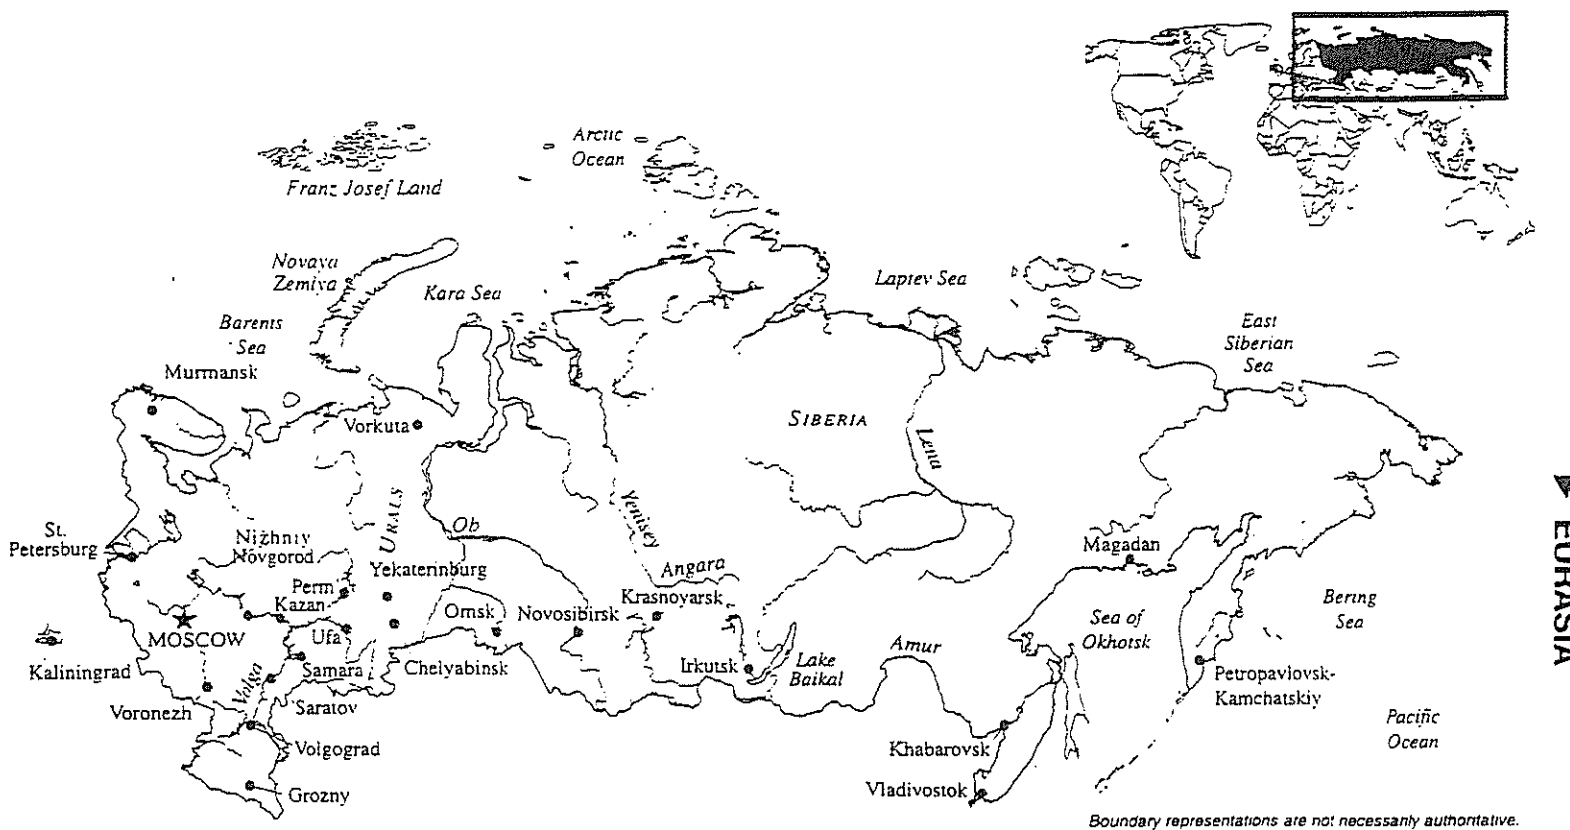 Arctic
Ocean
Franz Josef Land
Novaya
Zemlya
Kara Sea
Laptev Sea
Barents
Sea
East
Siberian
Sea
Murmansk
Vorkuta
SIBERIA
Lena
URALS
Yenisey
St.
Petersburg
Nizhniy
Novgorod
Ob
Magadan
Angara
Yekaterinburg
Perm
Kazan
Omsk
Novosibirsk
Krasnoyarsk
Bering
Sea
Sea of
Okhotsk
MOSCOW
Ufa
Amur
Kaliningrad
Samara
Chelyabinsk
Irkutsk
Lake
Baikal
Petropavlovsk-
Kamchatskiy
Volga
Voronezh
Saratov
Pacific
Ocean
Volgograd
Khabarovsk
Grozny
Vladivostok
Boundary representations are not necessarily authoritative.
EURASIA